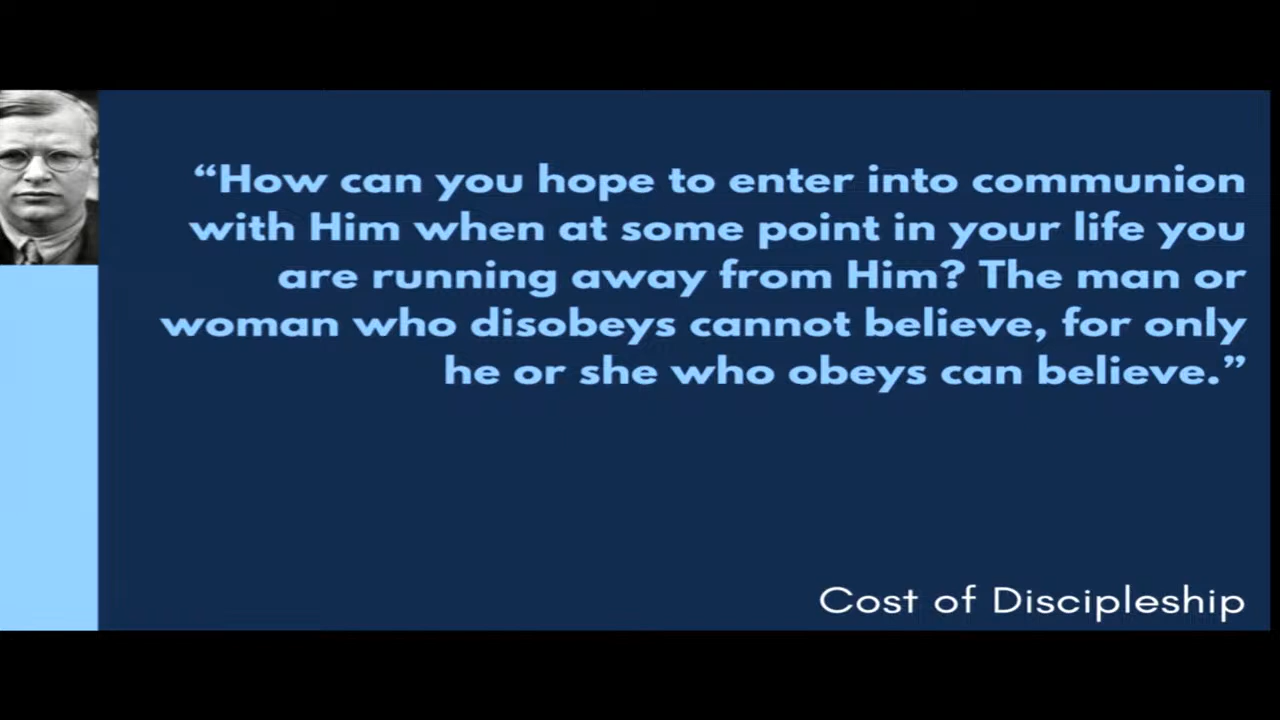 “How can you hope to enter into communion
with Him when at some point in your life you
are running away from Him? The man or
woman who disobeys cannot believe, for only
he or she who obeys can believe.”
Cost of Discipleship